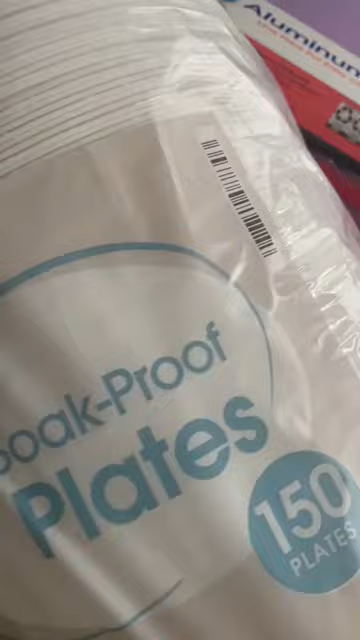 Aluminum
oak-Proof
Plates
150
PLATES